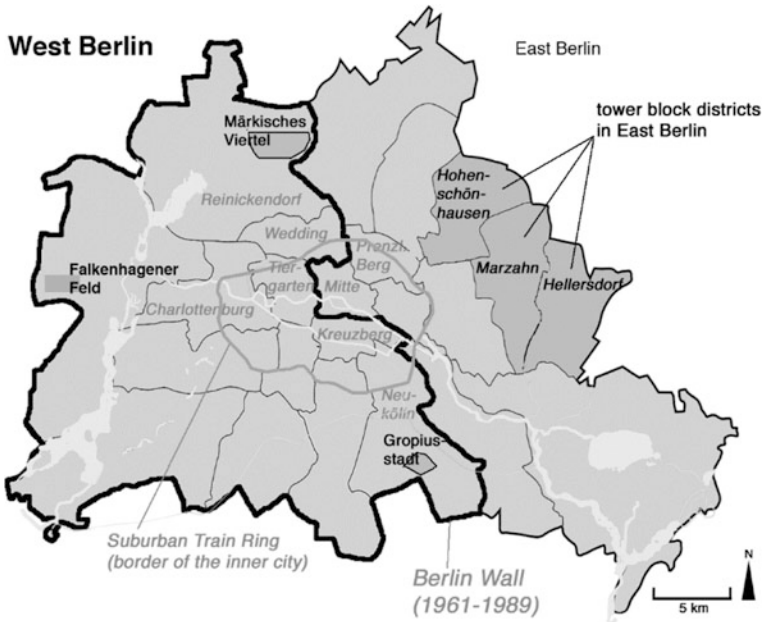 West Berlin
East Berlin
tower block districts
in East Berlin
Märkisches
Viertel
Hohen-
schön-
hausen
Reinickendorf
Wedding
Prenzl.
Berg
Falkenhagener
Feld
Tier-
garten
Mitte
Marzahn
Hellersdorf
Charlottenburg
Kreuzberg
Neu-
kölln
Gropius-
stadt
Suburban Train Ring
(border of the inner city)
Berlin Wall
(1961-1989)
N
5 km